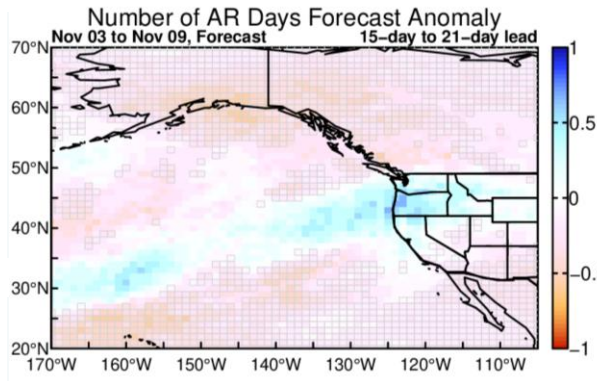 Number of AR Days Forecast Anomaly
Nov 03 to Nov 09, Forecast 15-day to 21-day lead
70°N
60°N
50°N
40°N
30°N
20°N
170°W 160°W 150°W 140°W 130°W 120°W 110°W
1
0.5
0
−0.
−1